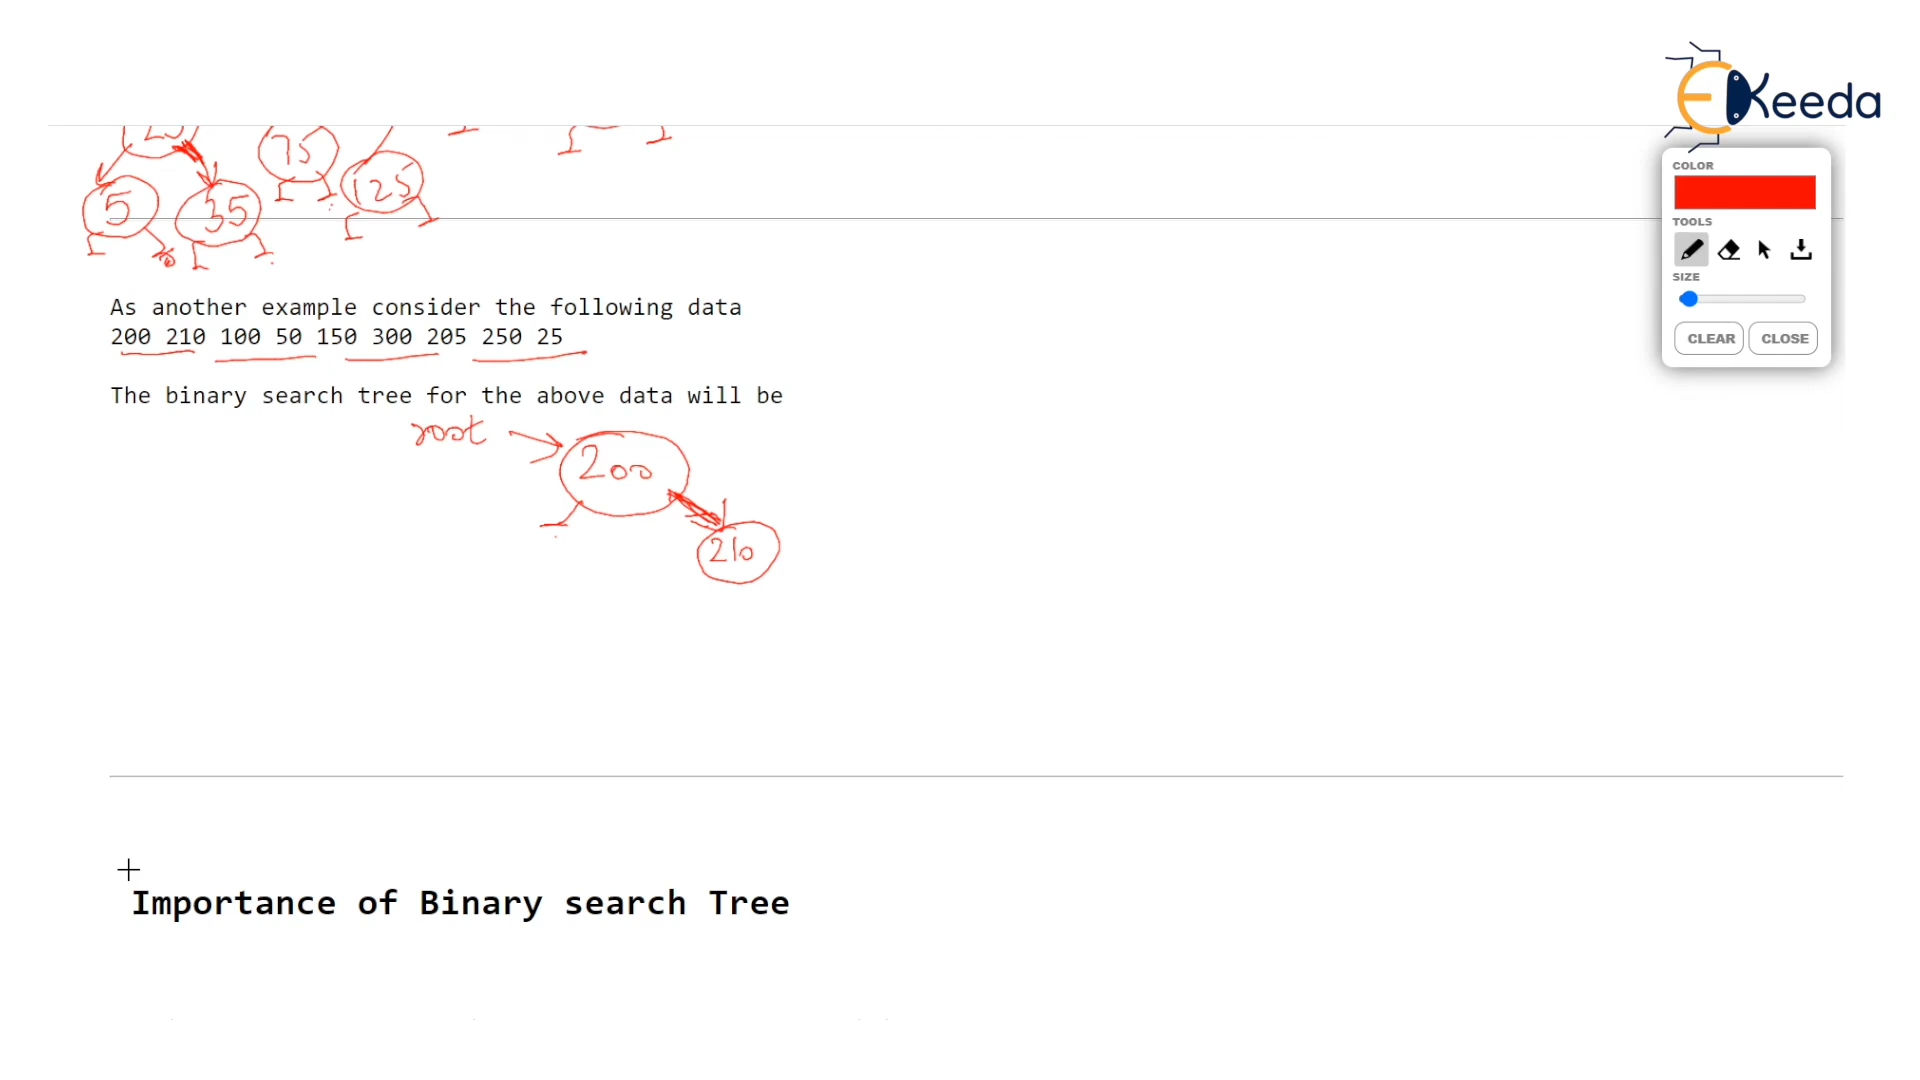 EKeeda
COLOR
TOOLS
SIZE
CLEAR CLOSE
75
125
5
35
As another example consider the following data
200 210 100 50 150 300 205 250 25
The binary search tree for the above data will be
root
200
210
Importance of Binary search Tree